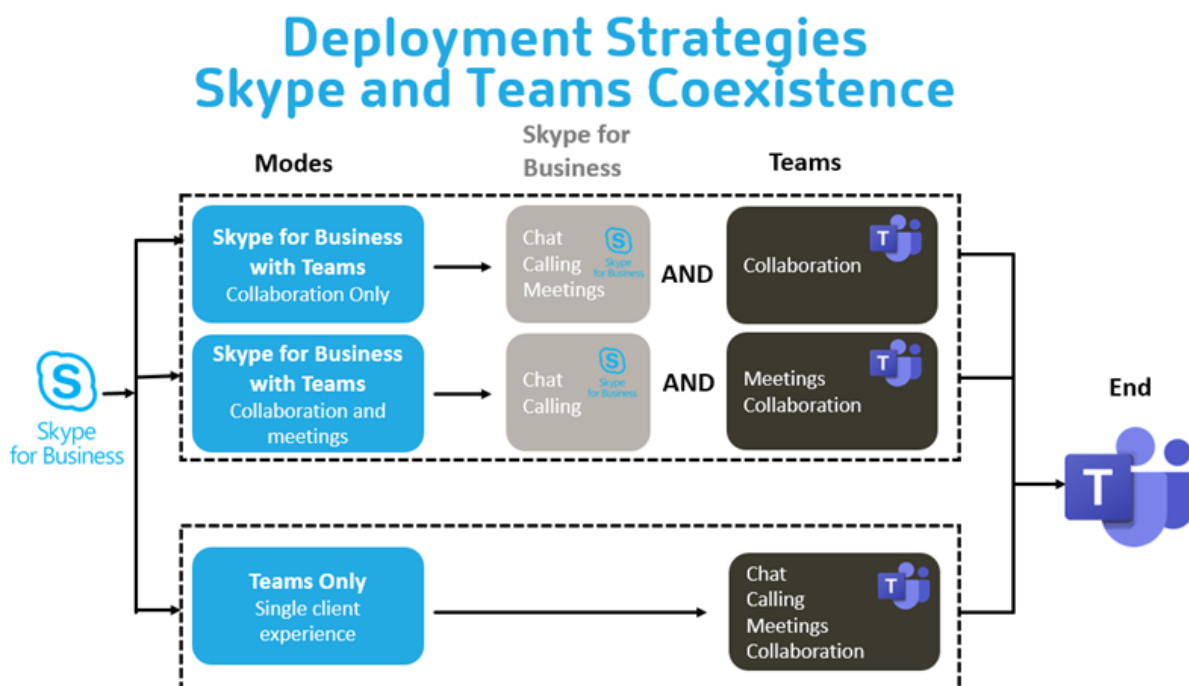 Deployment Strategies
Skype and Teams Coexistence
Modes
Skype for
Business
Teams
Skype for Business
with Teams
Collaboration Only
Chat
Calling
Meetings
S
Skype
for Business
AND
T
Collaboration
Skype for Business
with Teams
Collaboration and
meetings
Chat
Calling
S
Skype
for Business
AND
T
Meetings
Collaboration
S
Skype
for Business
End
T
Teams Only
Single client
experience
T
Chat
Calling
Meetings
Collaboration